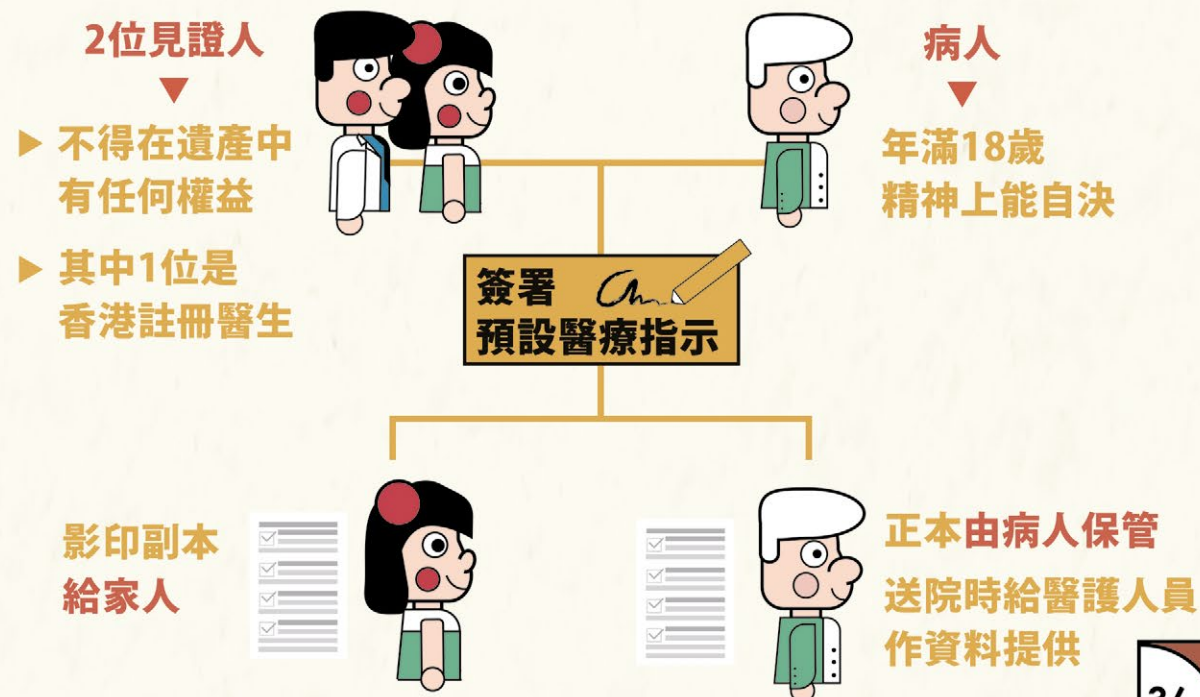 2位見證人
不得在遺產中
有任何權益
其中1位是
香港註冊醫生
病人
年滿18歲
精神上能自決
簽署
預設醫療指示
影印副本
給家人
正本由病人保管
送院時給醫護人員
作資料提供